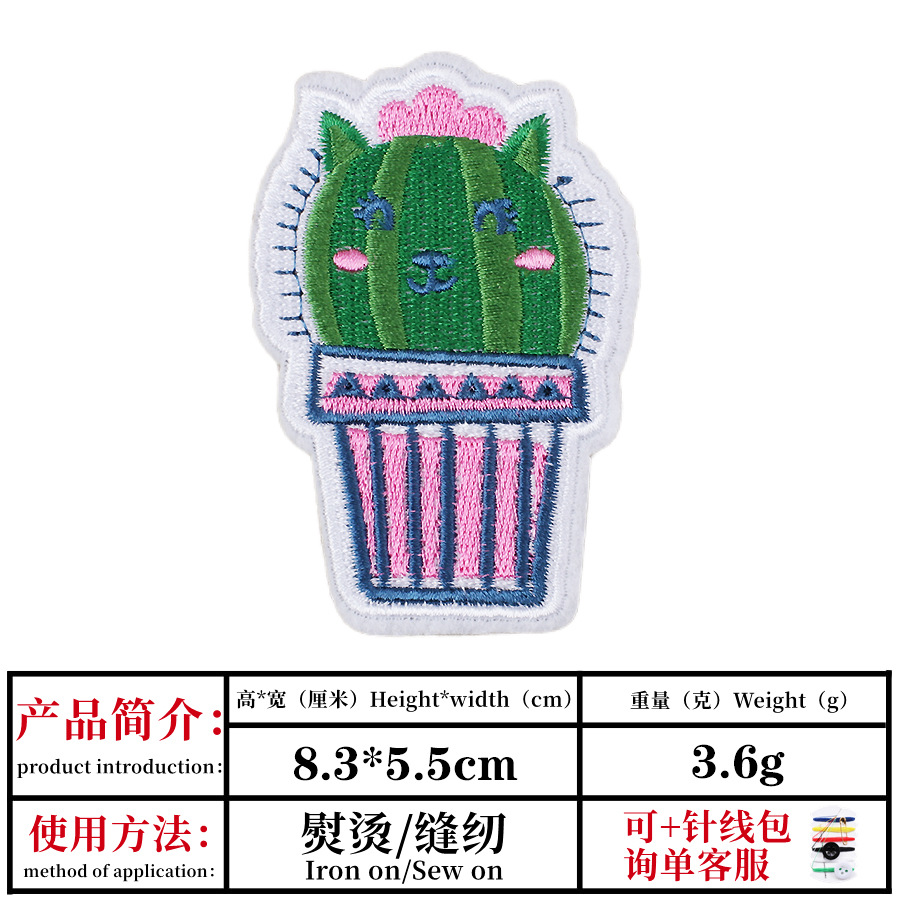 产品简介：
product introduction:
高*宽（厘米）Height*width（cm）
重量（克）Weight（g）
8.3*5.5cm
3.6g
使用方法：
method of application:
熨烫/缝纫
Iron on/Sew on
可+针线包
询单客服